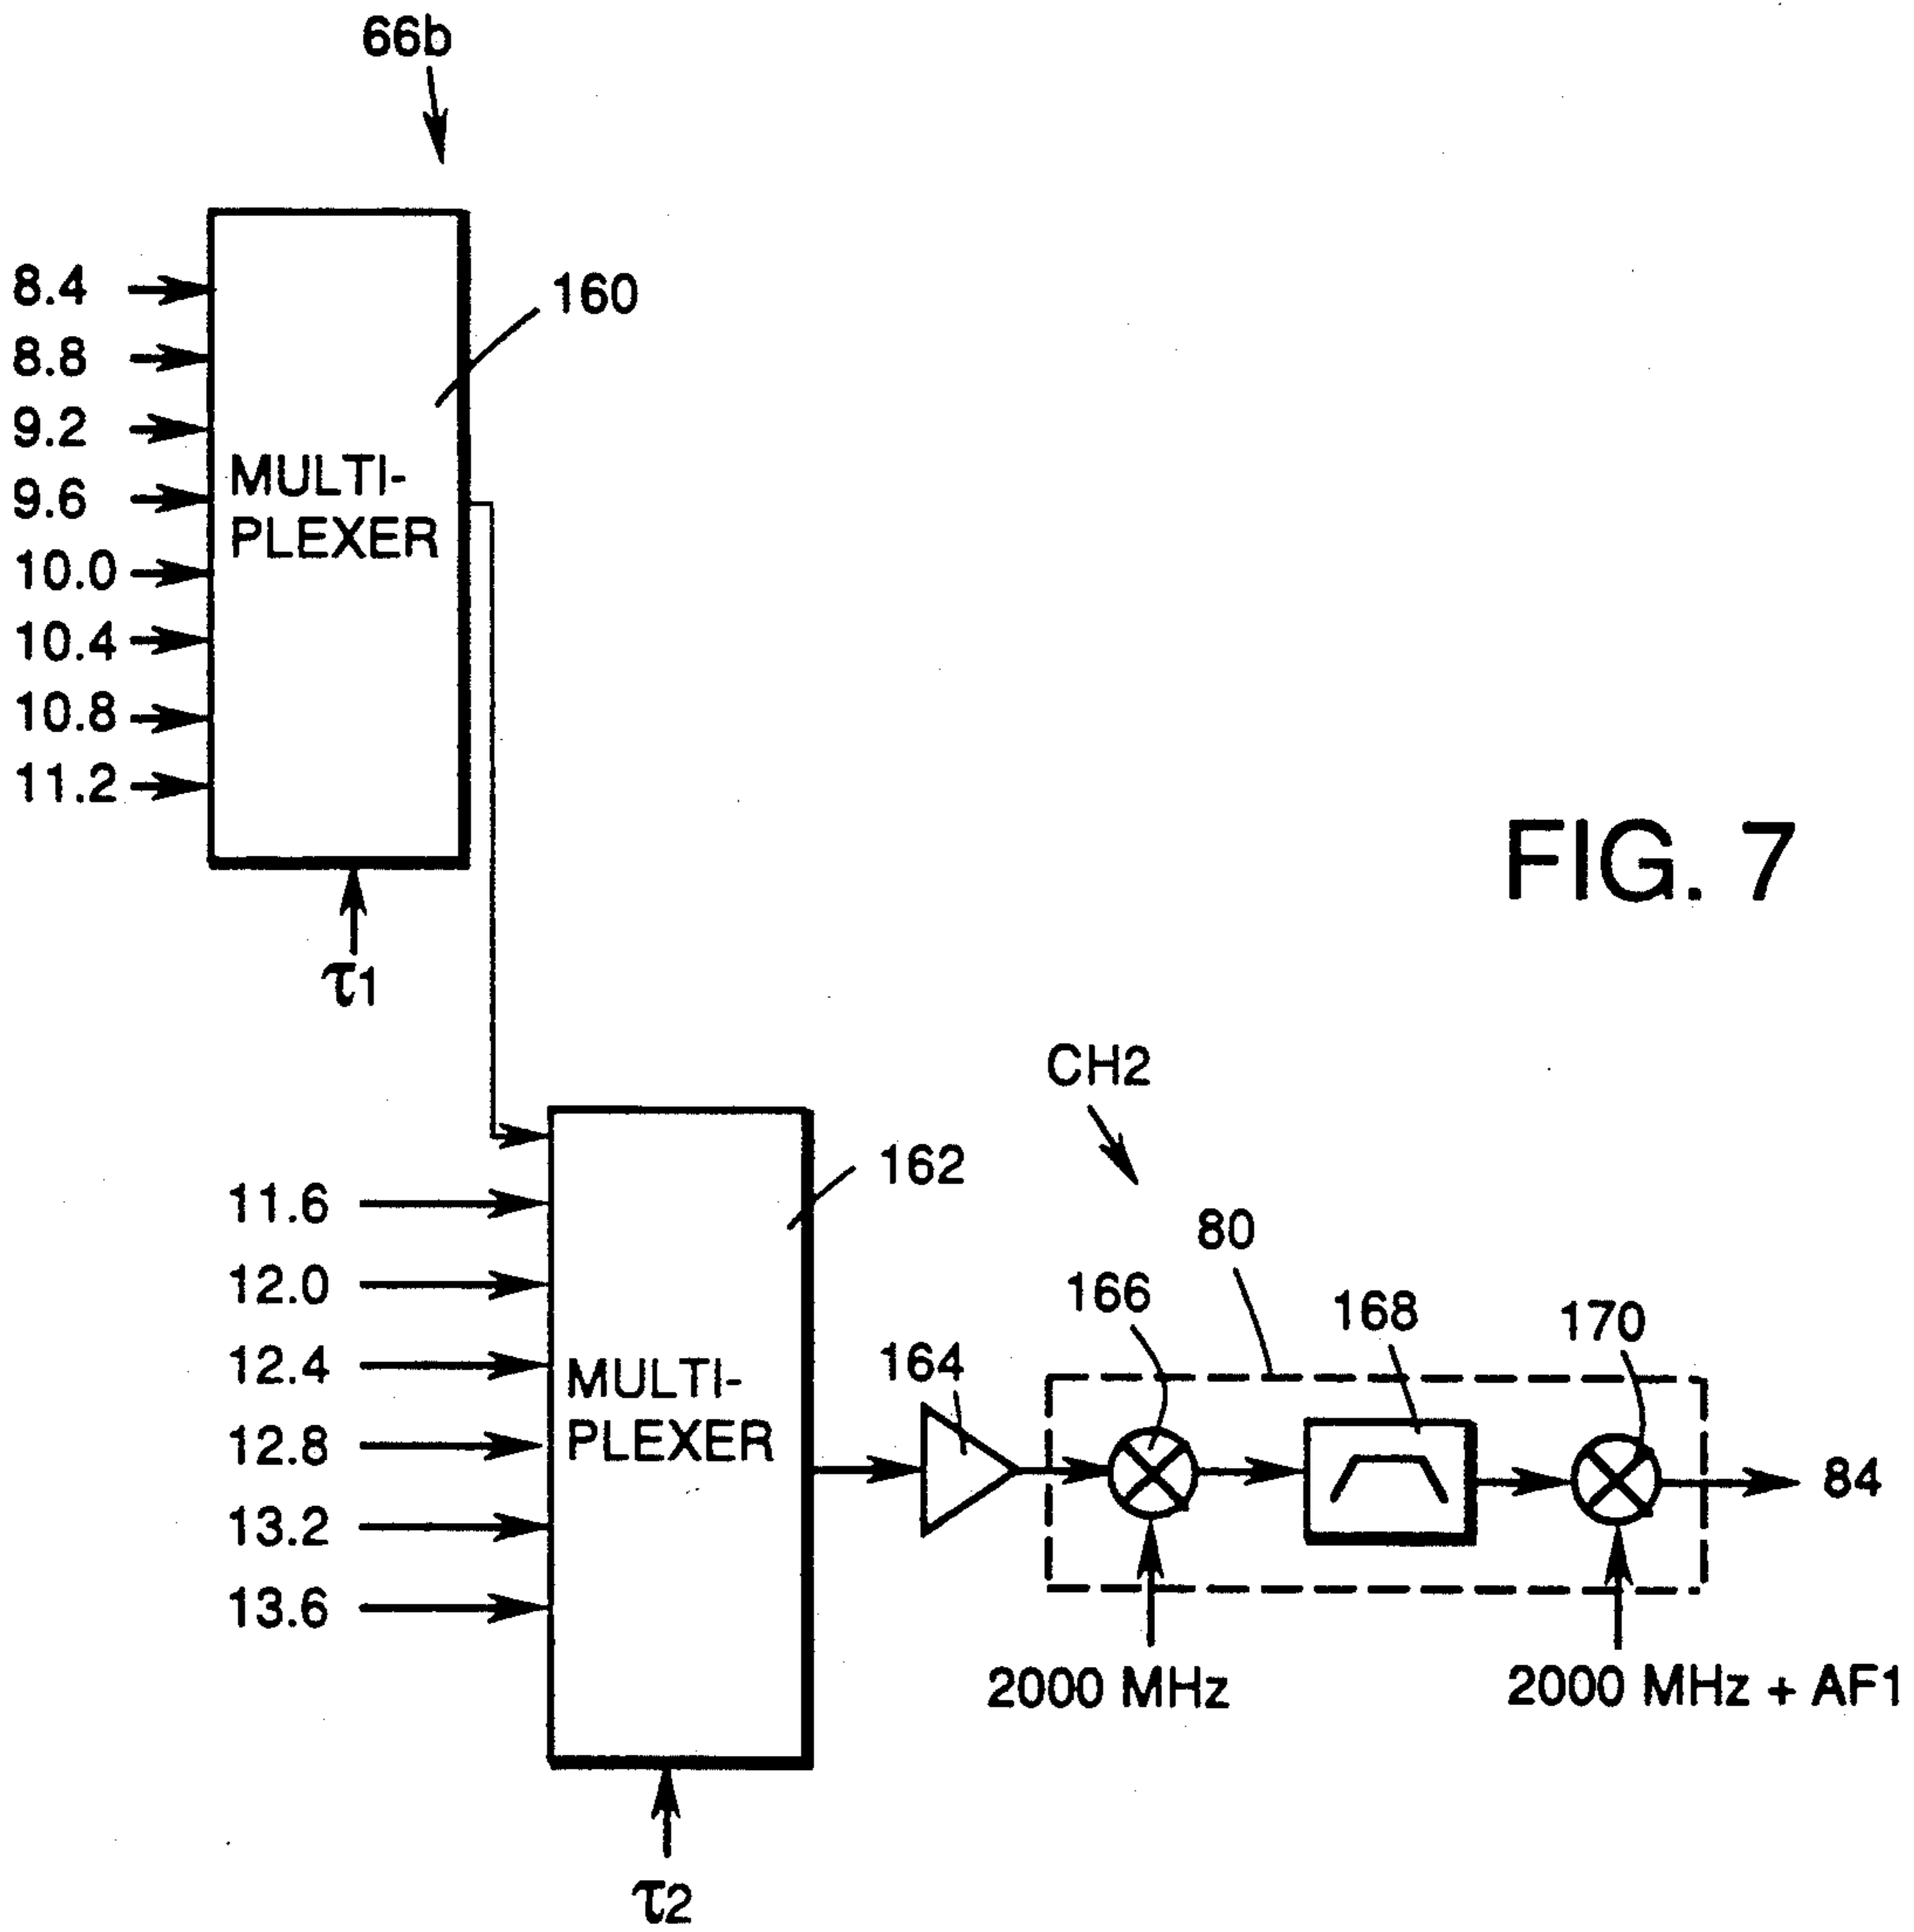 66b
8.4
160
8.8
9.2
9.6
MULTI-
PLEXER
10.0
10.4
10.8
11.2
FIG. 7
τ1
CH2
162
11.6
80
12.0
166
168
170
12.4
164
MULTI-
PLEXER
12.8
84
13.2
13.6
2000 MHz
2000 MHz + AF1
τ2